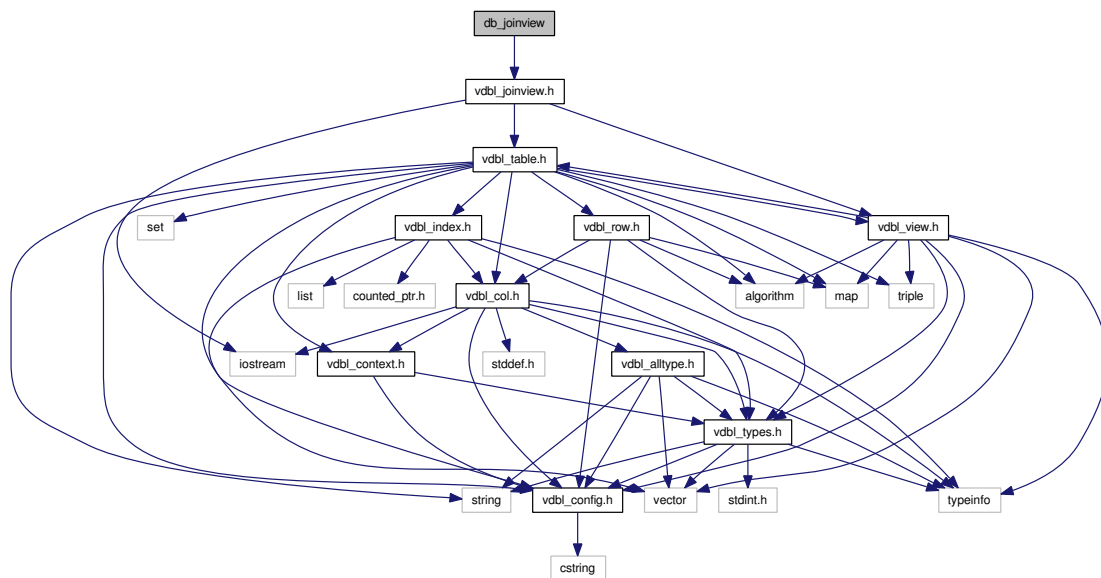 db_joinview
vdbl_joinview.h
vdbl_table.h
set
vdbl_index.h
vdbl_row.h
vdbl_view.h
list
counted_ptr.h
vdbl_col.h
algorithm
map
triple
iostream
vdbl_context.h
stddef.h
vdbl_alltype.h
vdbl_types.h
string
vdbl_config.h
vector
stdint.h
typeinfo
cstring